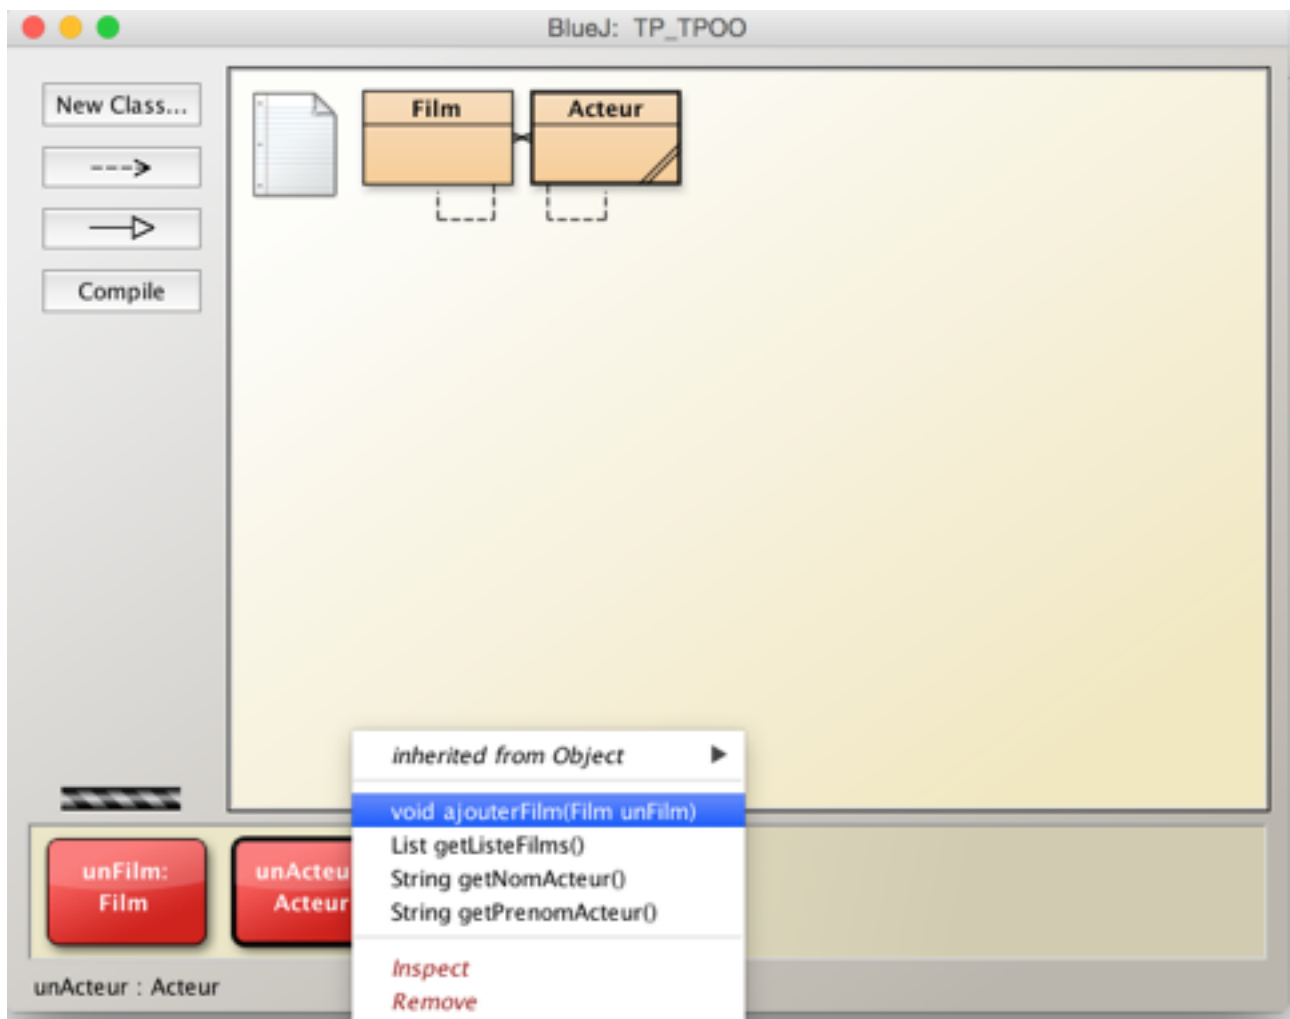 BlueJ: TP_TPOO
New Class...
Compile
Film
Acteur
inherited from Object
void ajouterFilm(Film unFilm)
List getListeFilms()
String getNomActeur()
String getPrenomActeur()
Inspect
Remove
unFilm:
Film
unActeu
Acteur
unActeur : Acteur